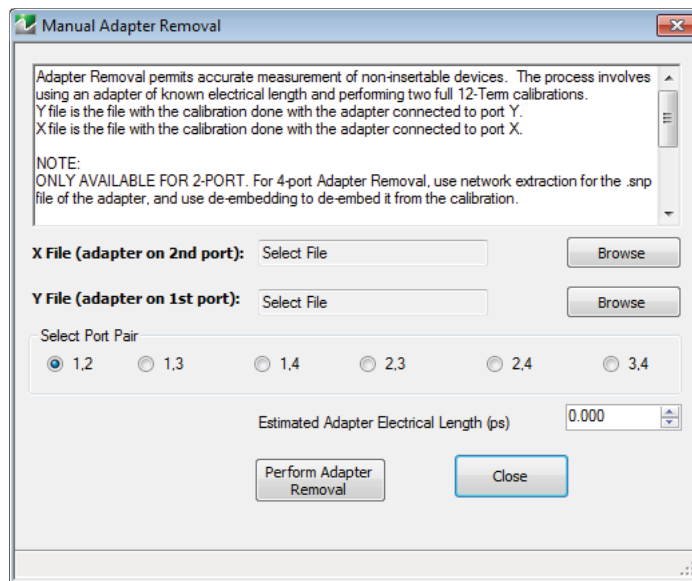 Manual Adapter Removal
Adapter Removal permits accurate measurement of non-insertable devices.  The process involves
using an adapter of known electrical length and performing two full 12-Term calibrations.
Y file is the file with the calibration done with the adapter connected to port Y.
X file is the file with the calibration done with the adapter connected to port X.
NOTE:
ONLY AVAILABLE FOR 2-PORT. For 4-port Adapter Removal, use network extraction for the .snp
file of the adapter, and use de-embedding to de-embed it from the calibration.
X File (adapter on 2nd port): Select File Browse
Y File (adapter on 1st port): Select File Browse
Select Port Pair
1,2 1,3 1,4 2,3 2,4 3,4
Estimated Adapter Electrical Length (ps) 0.000
Perform Adapter
Removal
Close